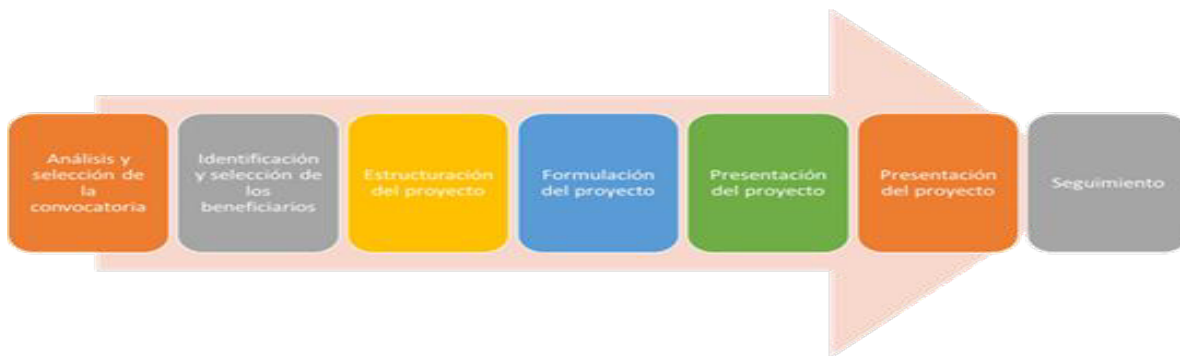 Análisis y
selección de
la
convocatoria
Identificación
y selección de
los
beneficiarios
Estructuración
del proyecto
Formulación
del proyecto
Presentación
del proyecto
Presentación
del proyecto
Seguimiento